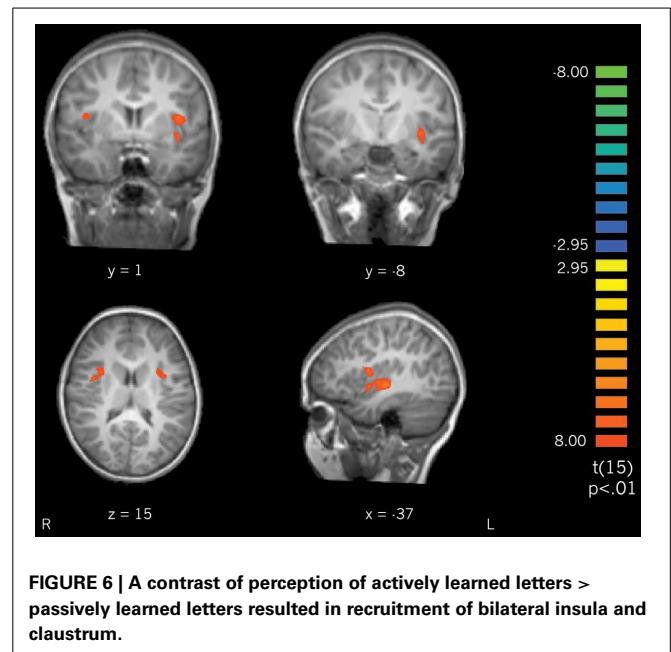 -8.00
-2.95
2.95
8.00
t(15)
p<.01
y = 1
y = -8
z = 15
x = -37
R
L
FIGURE 6 | A contrast of perception of actively learned letters >
passively learned letters resulted in recruitment of bilateral insula and
claustrum.